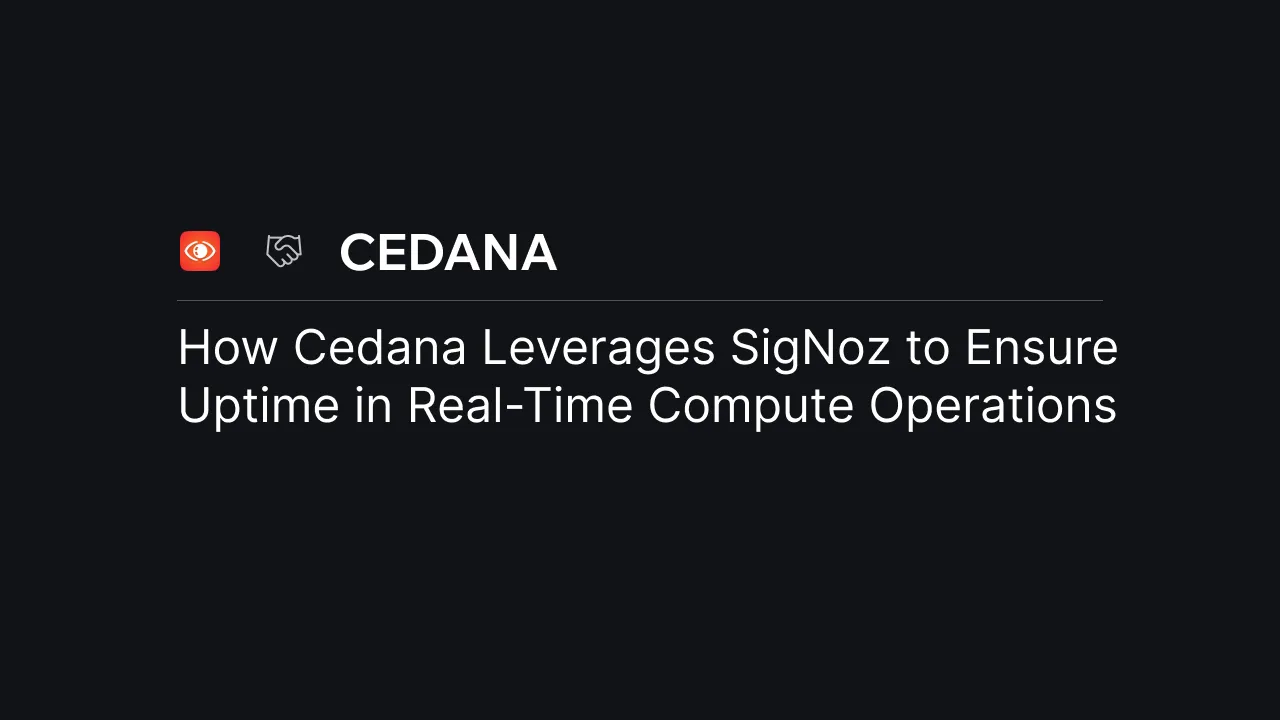 CEDANA
How Cedana Leverages SigNoz to Ensure
Uptime in Real-Time Compute Operations